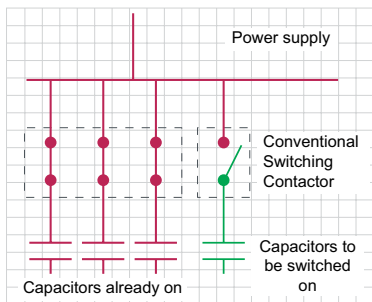 Power supply
Conventional
Switching
Contactor
Capacitors to
be switched
on
Capacitors already on